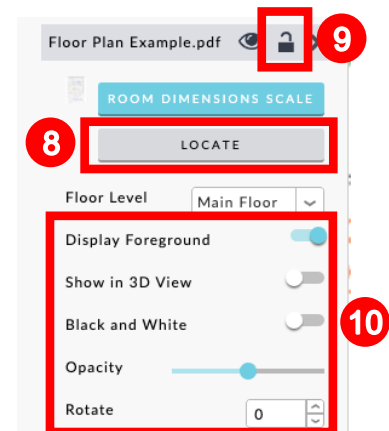 Floor Plan Example.pdf
9
ROOM DIMENSIONS SCALE
8
LOCATE
Floor Level Main Floor
Display Foreground
Show in 3D View
Black and White
10
Opacity
Rotate 0